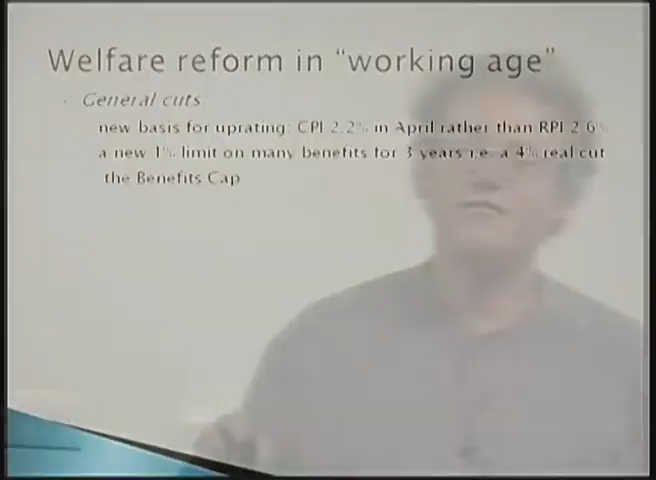 Welfare reform in “working age”
General cuts
new basis for uprating: CPI 2.2% in April rather than RPI 2.6%
a new 1% limit on many benefits for 3 years i.e. a 4% real cut
the Benefits Cap